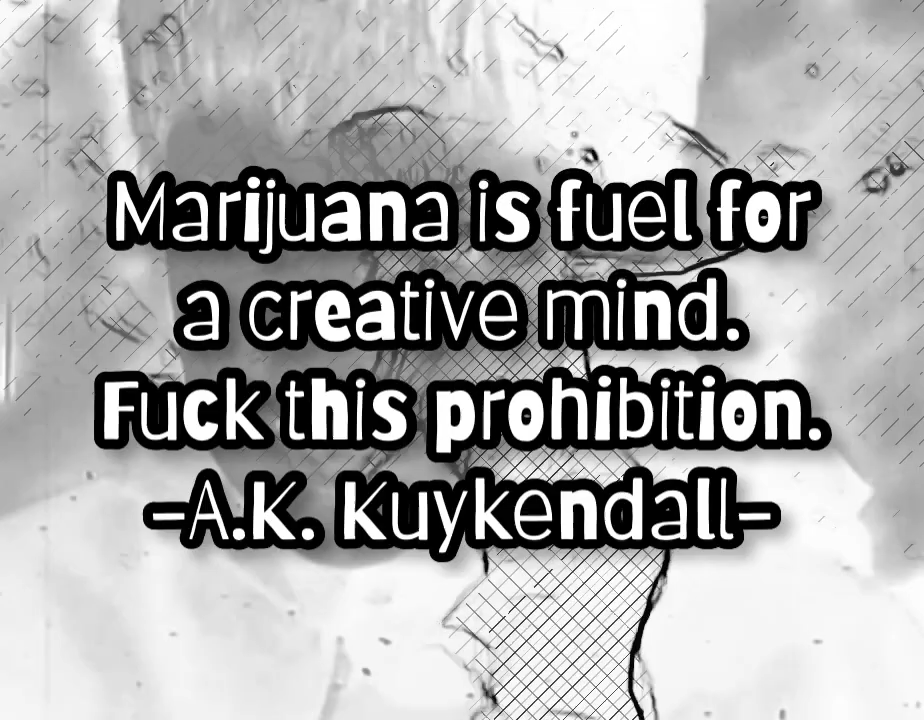 Marijuana is fuel for
a creative mind.
Fuck this prohibition.
-A.K. Kuykendall-